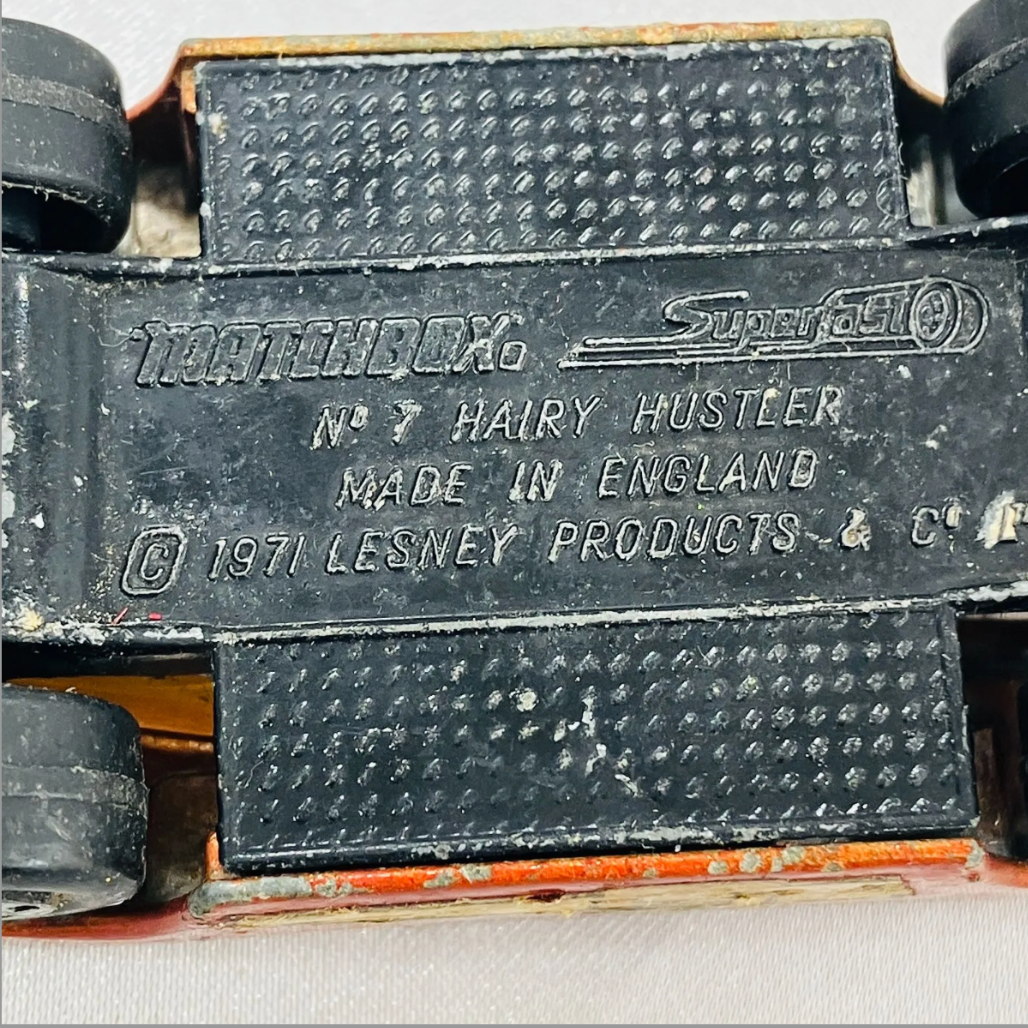 MATCHBOX Superfast
Nº 7 HAIRY HUSTLER
MADE IN ENGLAND
© 1971 LESNEY PRODUCTS & Cº